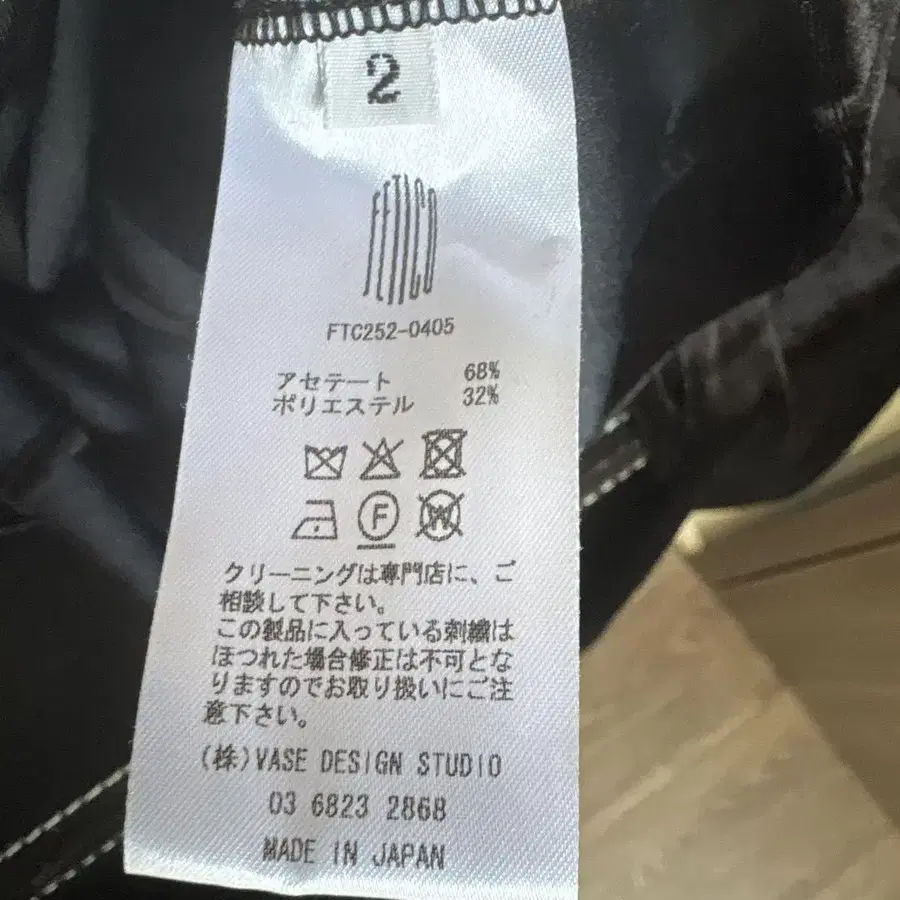 2
FETICO
FTC252-0405
アセテート 68%
ポリエステル 32%
F
W
クリーニングは専門店に、ご
相談して下さい。
この製品に入っている刺繍は
ほつれた場合修正は不可とな
りますのでお取り扱いにご注
意下さい。
(株)VASE DESIGN STUDIO
03 6823 2868
MADE IN JAPAN